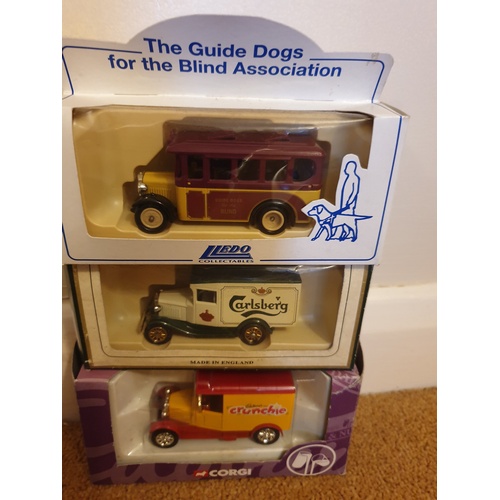 The Guide Dogs
for the Blind Association
LLEDO
COLLECTABLES
Carlsberg
MADE IN ENGLAND
crunchie
CORGI